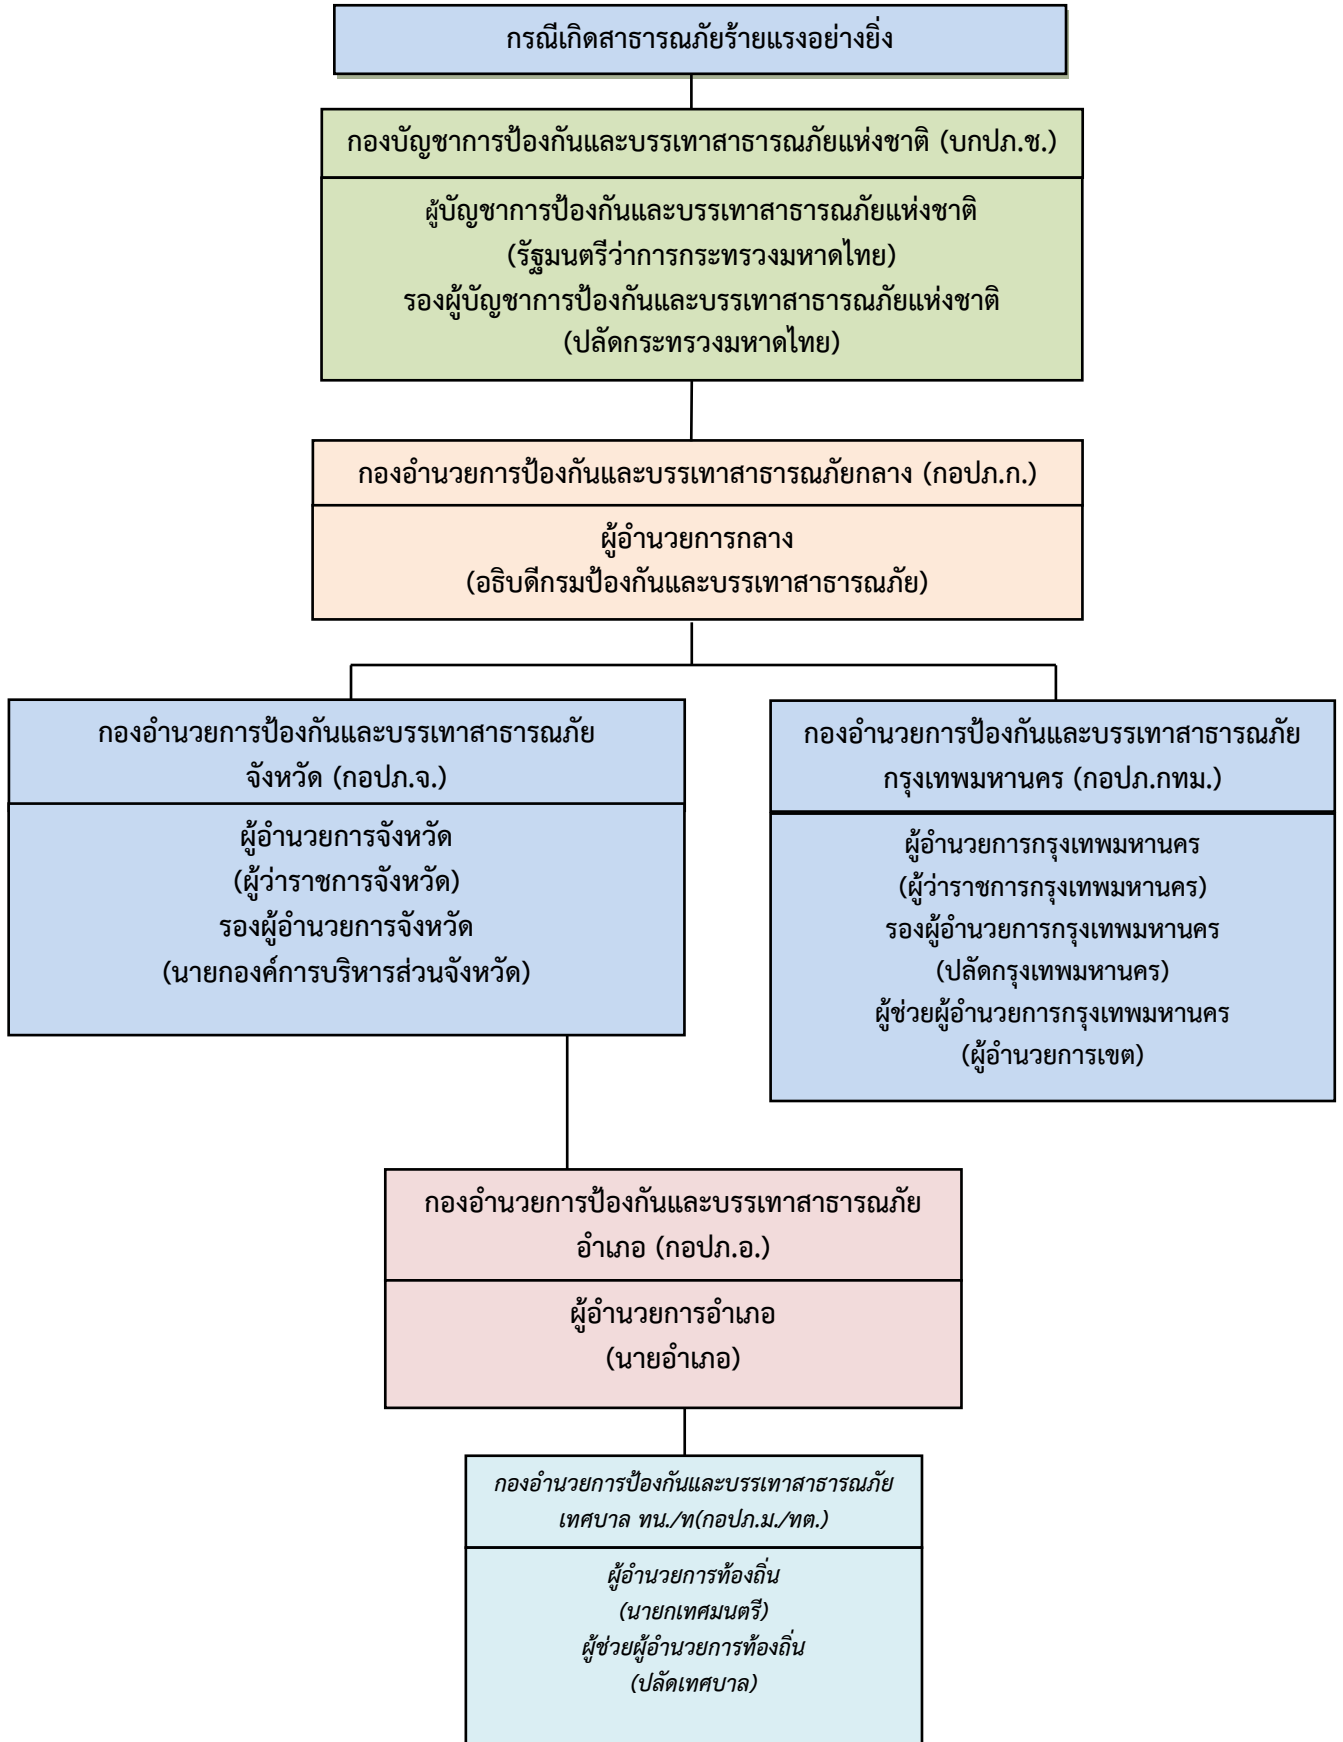 กรณีเกิดสาธารณภัยร้ายแรงอย่างยิ่ง
กองบัญชาการป้องกันและบรรเทาสาธารณภัยแห่งชาติ (บกปภ.ช.)
ผู้บัญชาการป้องกันและบรรเทาสาธารณภัยแห่งชาติ
(รัฐมนตรีว่าการกระทรวงมหาดไทย)
รองผู้บัญชาการป้องกันและบรรเทาสาธารณภัยแห่งชาติ
(ปลัดกระทรวงมหาดไทย)
กองอำนวยการป้องกันและบรรเทาสาธารณภัยกลาง (กอปภ.ก.)
ผู้อำนวยการกลาง
(อธิบดีกรมป้องกันและบรรเทาสาธารณภัย)
กองอำนวยการป้องกันและบรรเทาสาธารณภัย
จังหวัด (กอปภ.จ.)
ผู้อำนวยการจังหวัด
(ผู้ว่าราชการจังหวัด)
รองผู้อำนวยการจังหวัด
(นายกองค์การบริหารส่วนจังหวัด)
กองอำนวยการป้องกันและบรรเทาสาธารณภัย
กรุงเทพมหานคร (กอปภ.กทม.)
ผู้อำนวยการกรุงเทพมหานคร
(ผู้ว่าราชการกรุงเทพมหานคร)
รองผู้อำนวยการกรุงเทพมหานคร
(ปลัดกรุงเทพมหานคร)
ผู้ช่วยผู้อำนวยการกรุงเทพมหานคร
(ผู้อำนวยการเขต)
กองอำนวยการป้องกันและบรรเทาสาธารณภัย
อำเภอ (กอปภ.อ.)
ผู้อำนวยการอำเภอ
(นายอำเภอ)
กองอำนวยการป้องกันและบรรเทาสาธารณภัย
เทศบาล ทน./ท(กอปภ.ม./ทต.)
ผู้อำนวยการท้องถิ่น
(นายกเทศมนตรี)
ผู้ช่วยผู้อำนวยการท้องถิ่น
(ปลัดเทศบาล)